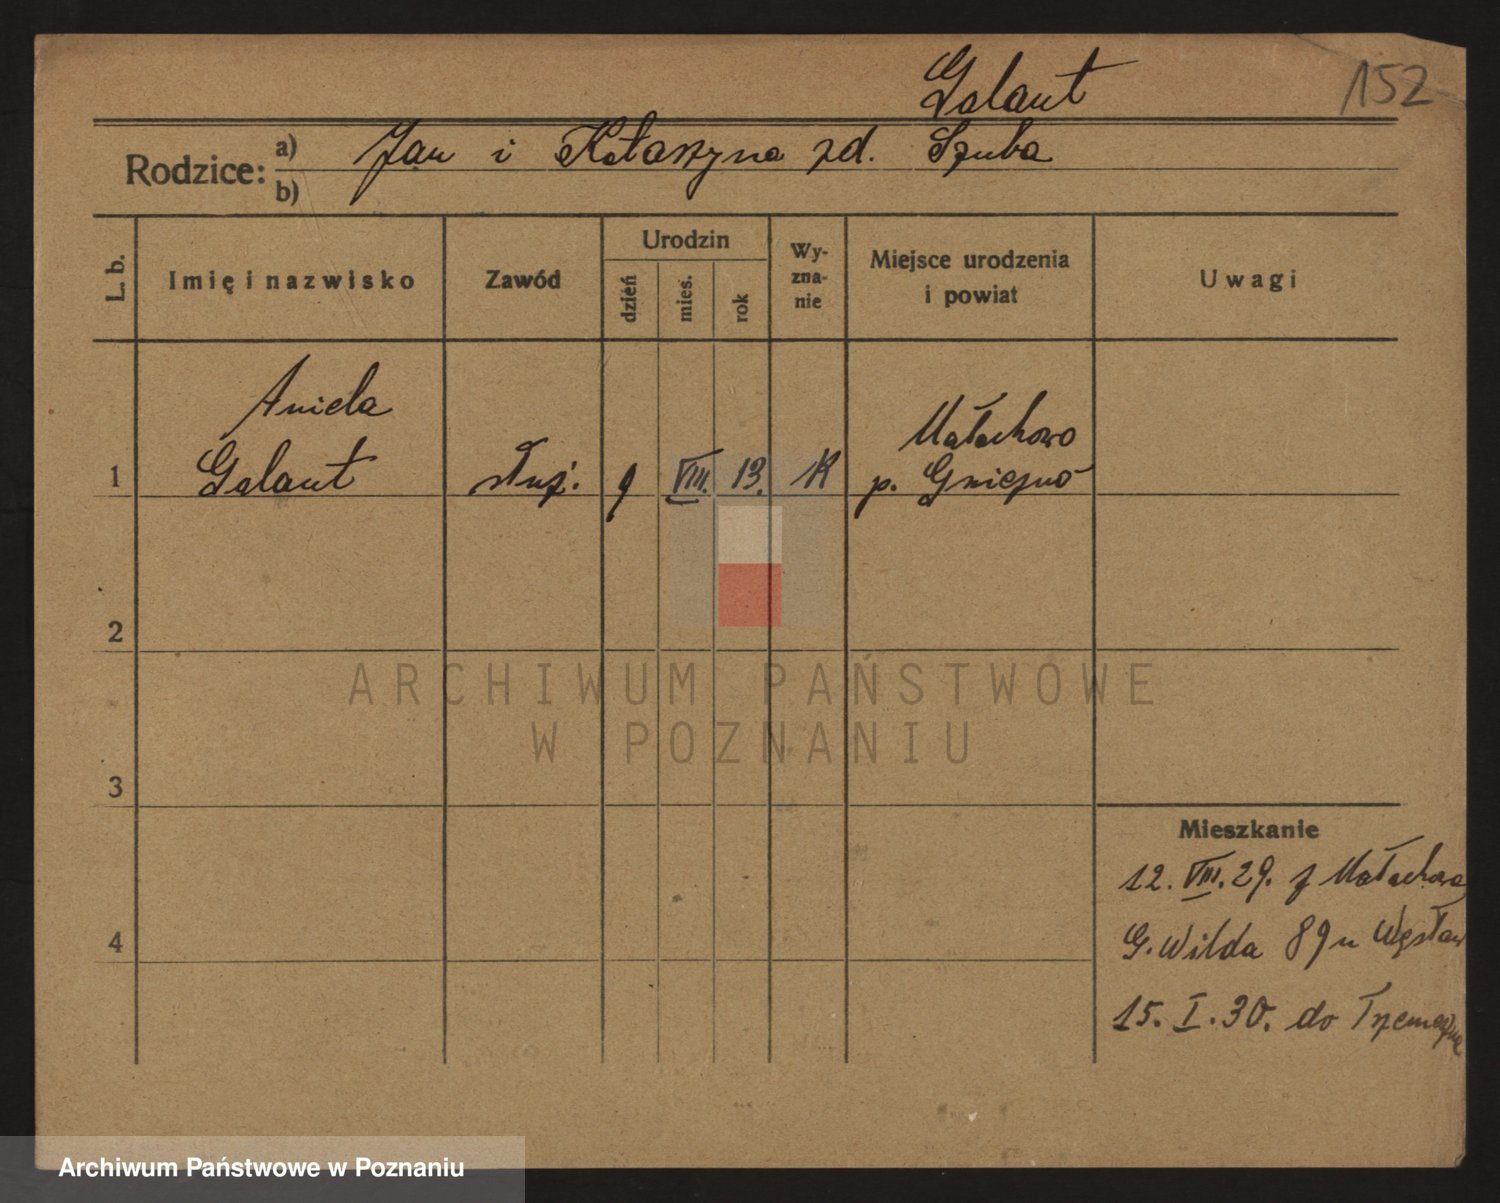 Galant
152
Rodzice: a) Jan i Katarzyna zd. Szuba
b)
L. b.
Imię i nazwisko
Zawód
Urodzin
dzień
mies.
rok
Wy-
zna-
nie
Miejsce urodzenia
i powiat
Uwagi
Aniela
Małachowo
1 Galant służ. 9 VIII. 13. K p. Gniezno
2
3
4
Mieszkanie
12. VIII. 29. z Małachowa
G. Wilda 89 u
15. I. 30. do
ARCHIWUM PAŃSTWOWE
W POZNANIU
Archiwum Państwowe w Poznaniu